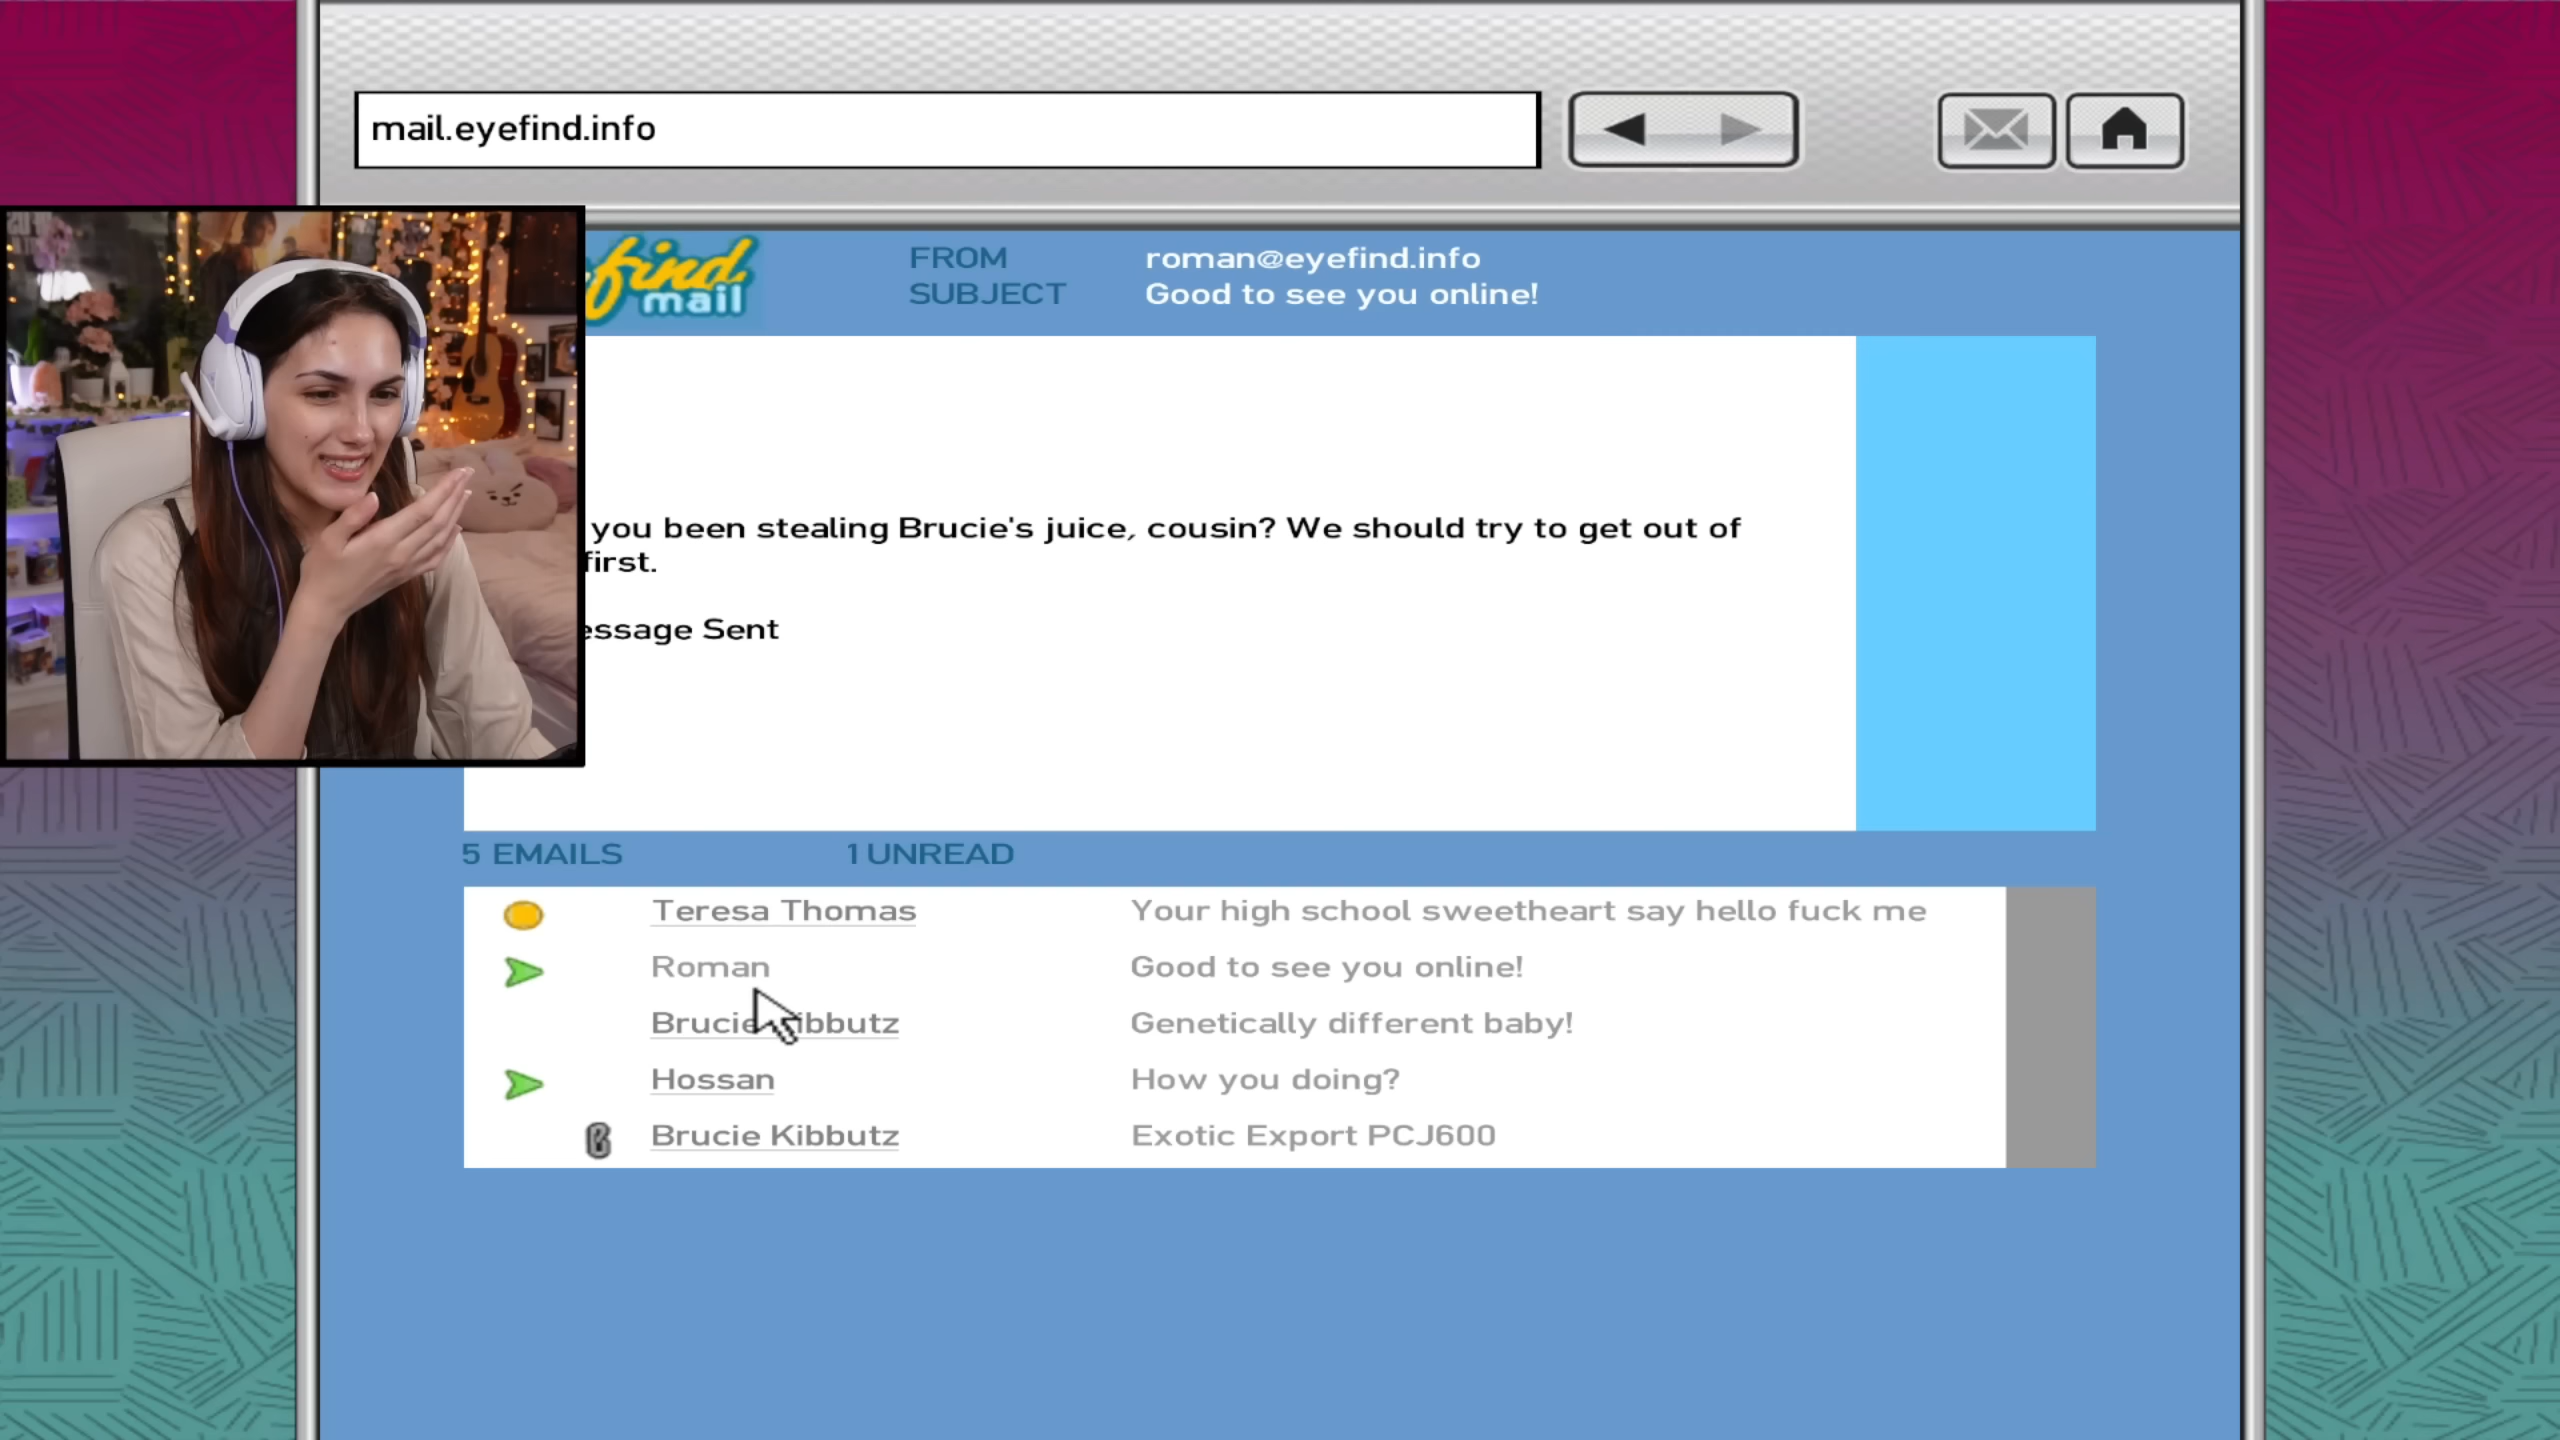 mail.eyefind.info
find
mail
FROM roman@eyefind.info
SUBJECT Good to see you online!
you been stealing Brucie's juice, cousin? We should try to get out of
first.
essage Sent
5 EMAILS 1 UNREAD
Teresa Thomas Your high school sweetheart say hello fuck me
Roman Good to see you online!
Brucie Kibbutz Genetically different baby!
Hossan How you doing?
Brucie Kibbutz Exotic Export PCJ600